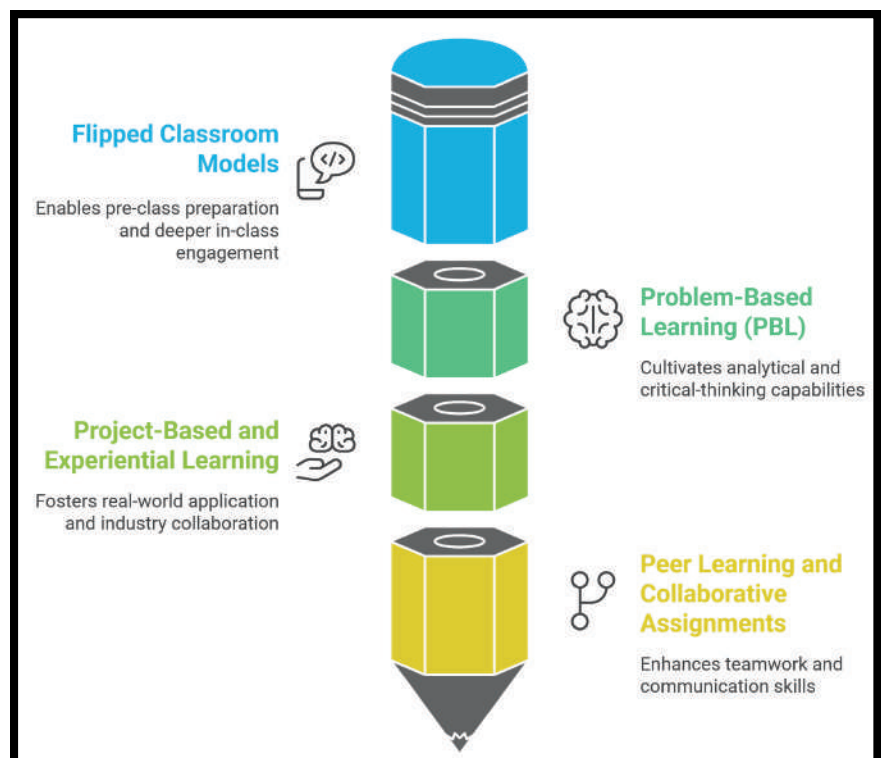 Flipped Classroom
Models
Enables pre-class preparation
and deeper in-class
engagement
Problem-Based
Learning (PBL)
Cultivates analytical and
critical-thinking capabilities
Project-Based and
Experiential Learning
Fosters real-world application
and industry collaboration
Peer Learning and
Collaborative
Assignments
Enhances teamwork and
communication skills